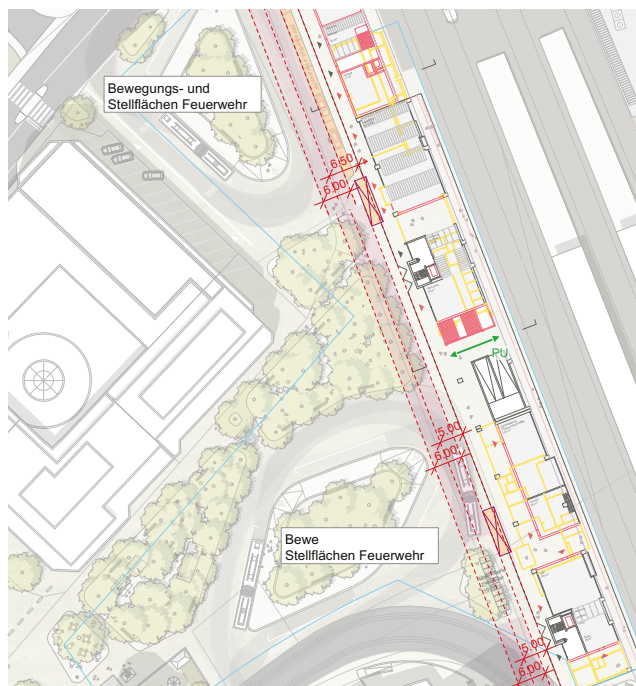 Bewegungs- und
Stellflächen Feuerwehr
6.50
6.00
PU
5.00
6.00
Bewe
Stellflächen Feuerwehr
5.00
6.00